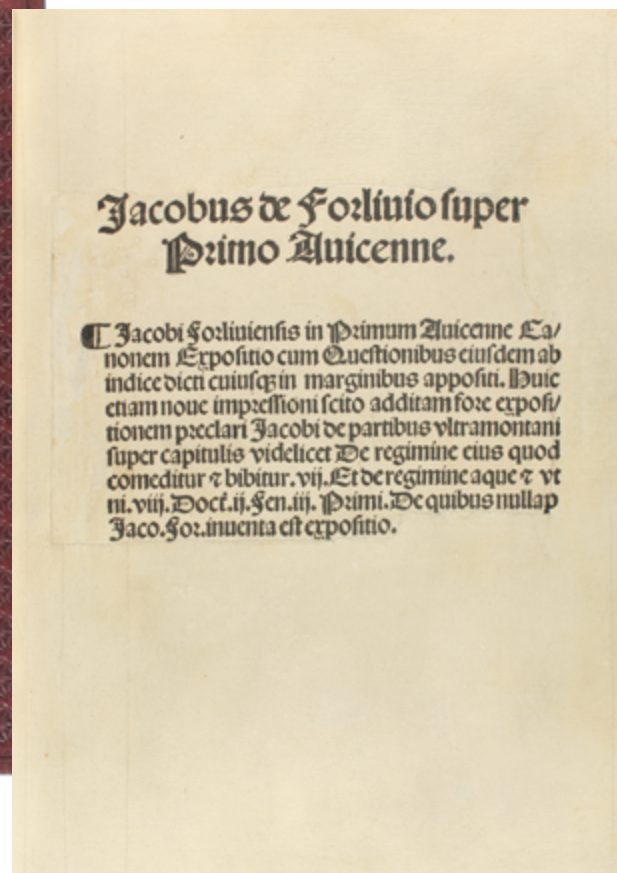 Jacobus de Forliuio super
Primo Auicenne.
¶ Jacobi Forliuiensis in Primum Auicenne Ca/
nonem Expositio cum Questionibus eiusdem ab
indice dicti cuiusqꝫ in marginibus appositi. Huic
etiam noue impressioni scito additam fore exposi/
tionem preclari Jacobi de partibus vltramontani
super capitulis videlicet De regimine eius quod
comeditur ⁊ bibitur.vij.Et de regimine aque ⁊ vt
ni.viij.Doct̄.ij.Fen.iij. Primi.De quibus nulla p
Jaco.For.inuenta est expositio.